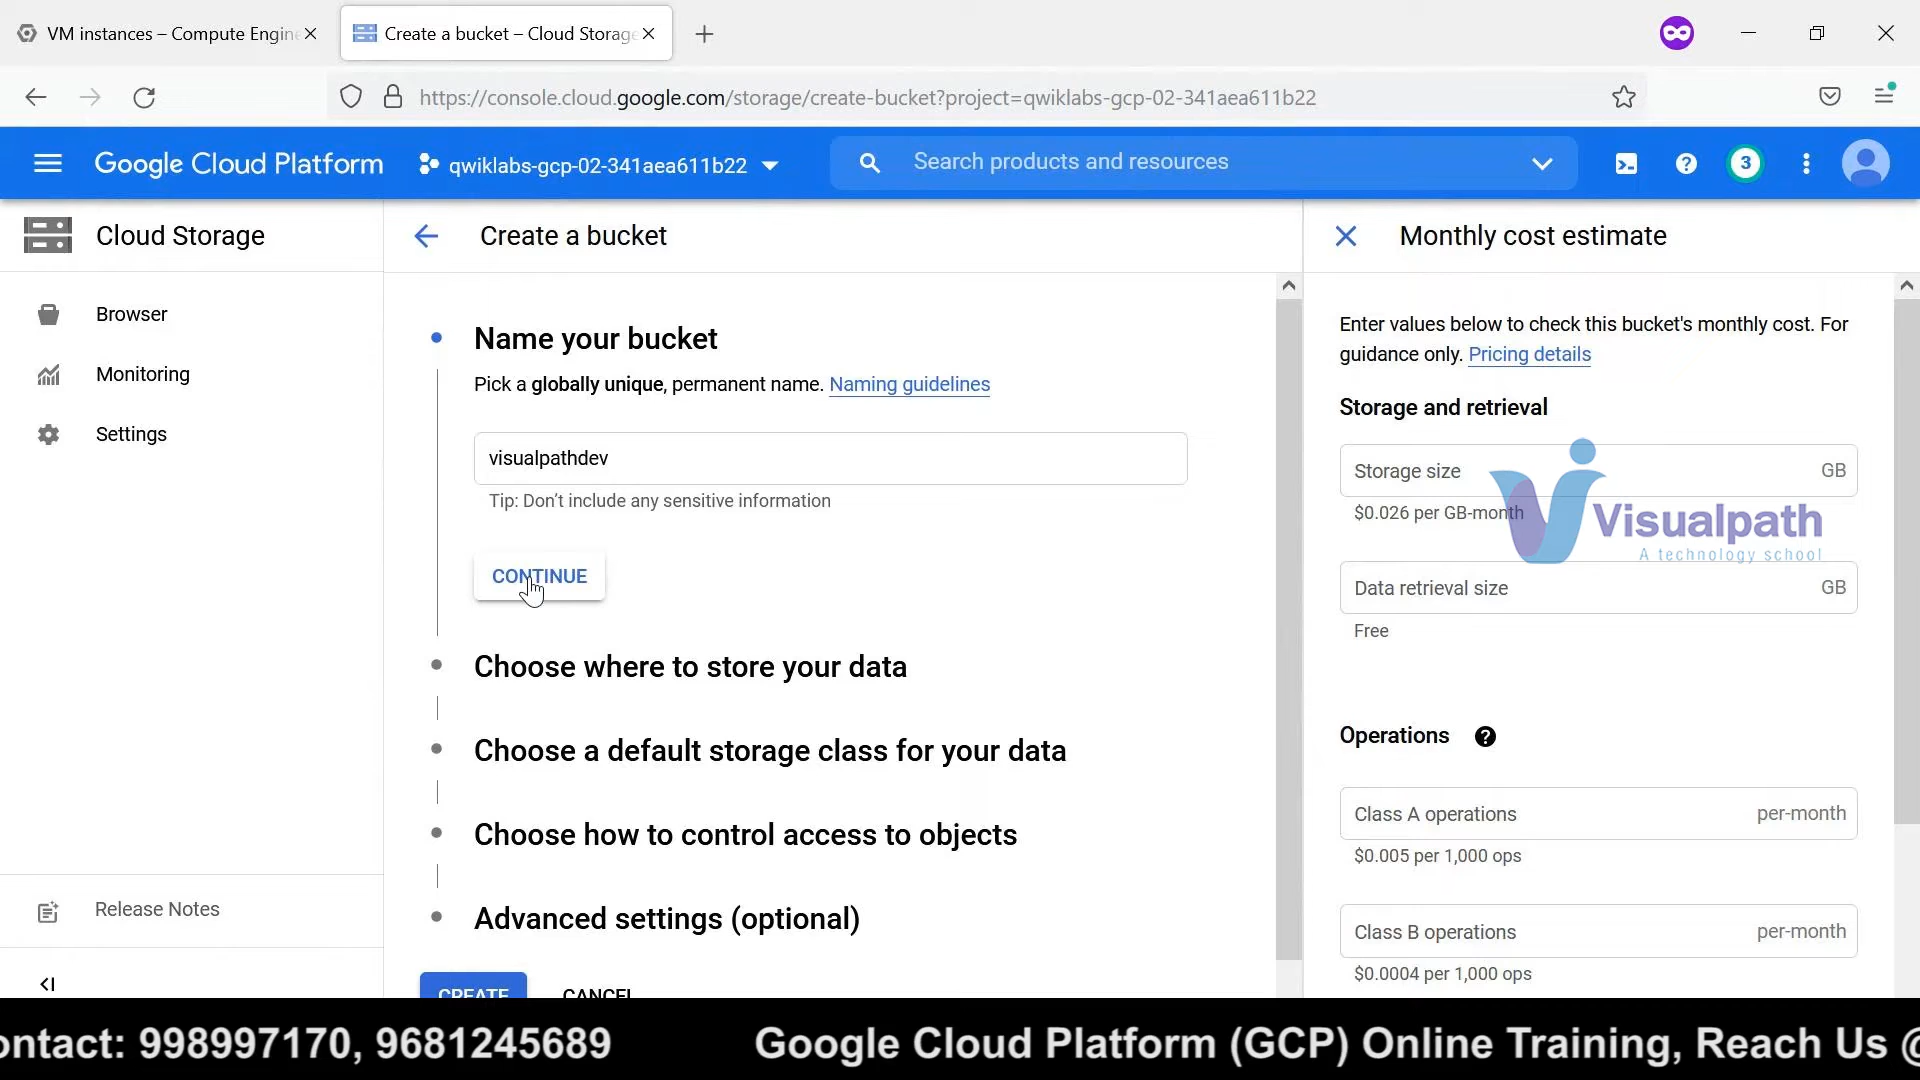 VM instances – Compute Engine
Create a bucket – Cloud Storage
https://console.cloud.google.com/storage/create-bucket?project=qwiklabs-gcp-02-341aea611b22
Google Cloud Platform
qwiklabs-gcp-02-341aea611b22
Search products and resources
3
Cloud Storage
Browser
Monitoring
Settings
Release Notes
Create a bucket
Name your bucket
Pick a globally unique, permanent name. Naming guidelines
visualpathdev
Tip: Don't include any sensitive information
CONTINUE
Choose where to store your data
Choose a default storage class for your data
Choose how to control access to objects
Advanced settings (optional)
CREATE CANCEL
Monthly cost estimate
Enter values below to check this bucket's monthly cost. For
guidance only. Pricing details
Storage and retrieval
Storage size GB
$0.026 per GB-month
Visualpath
A technology school
Data retrieval size GB
Free
Operations
Class A operations per-month
$0.005 per 1,000 ops
Class B operations per-month
$0.0004 per 1,000 ops
ontact: 998997170, 9681245689 Google Cloud Platform (GCP) Online Training, Reach Us @